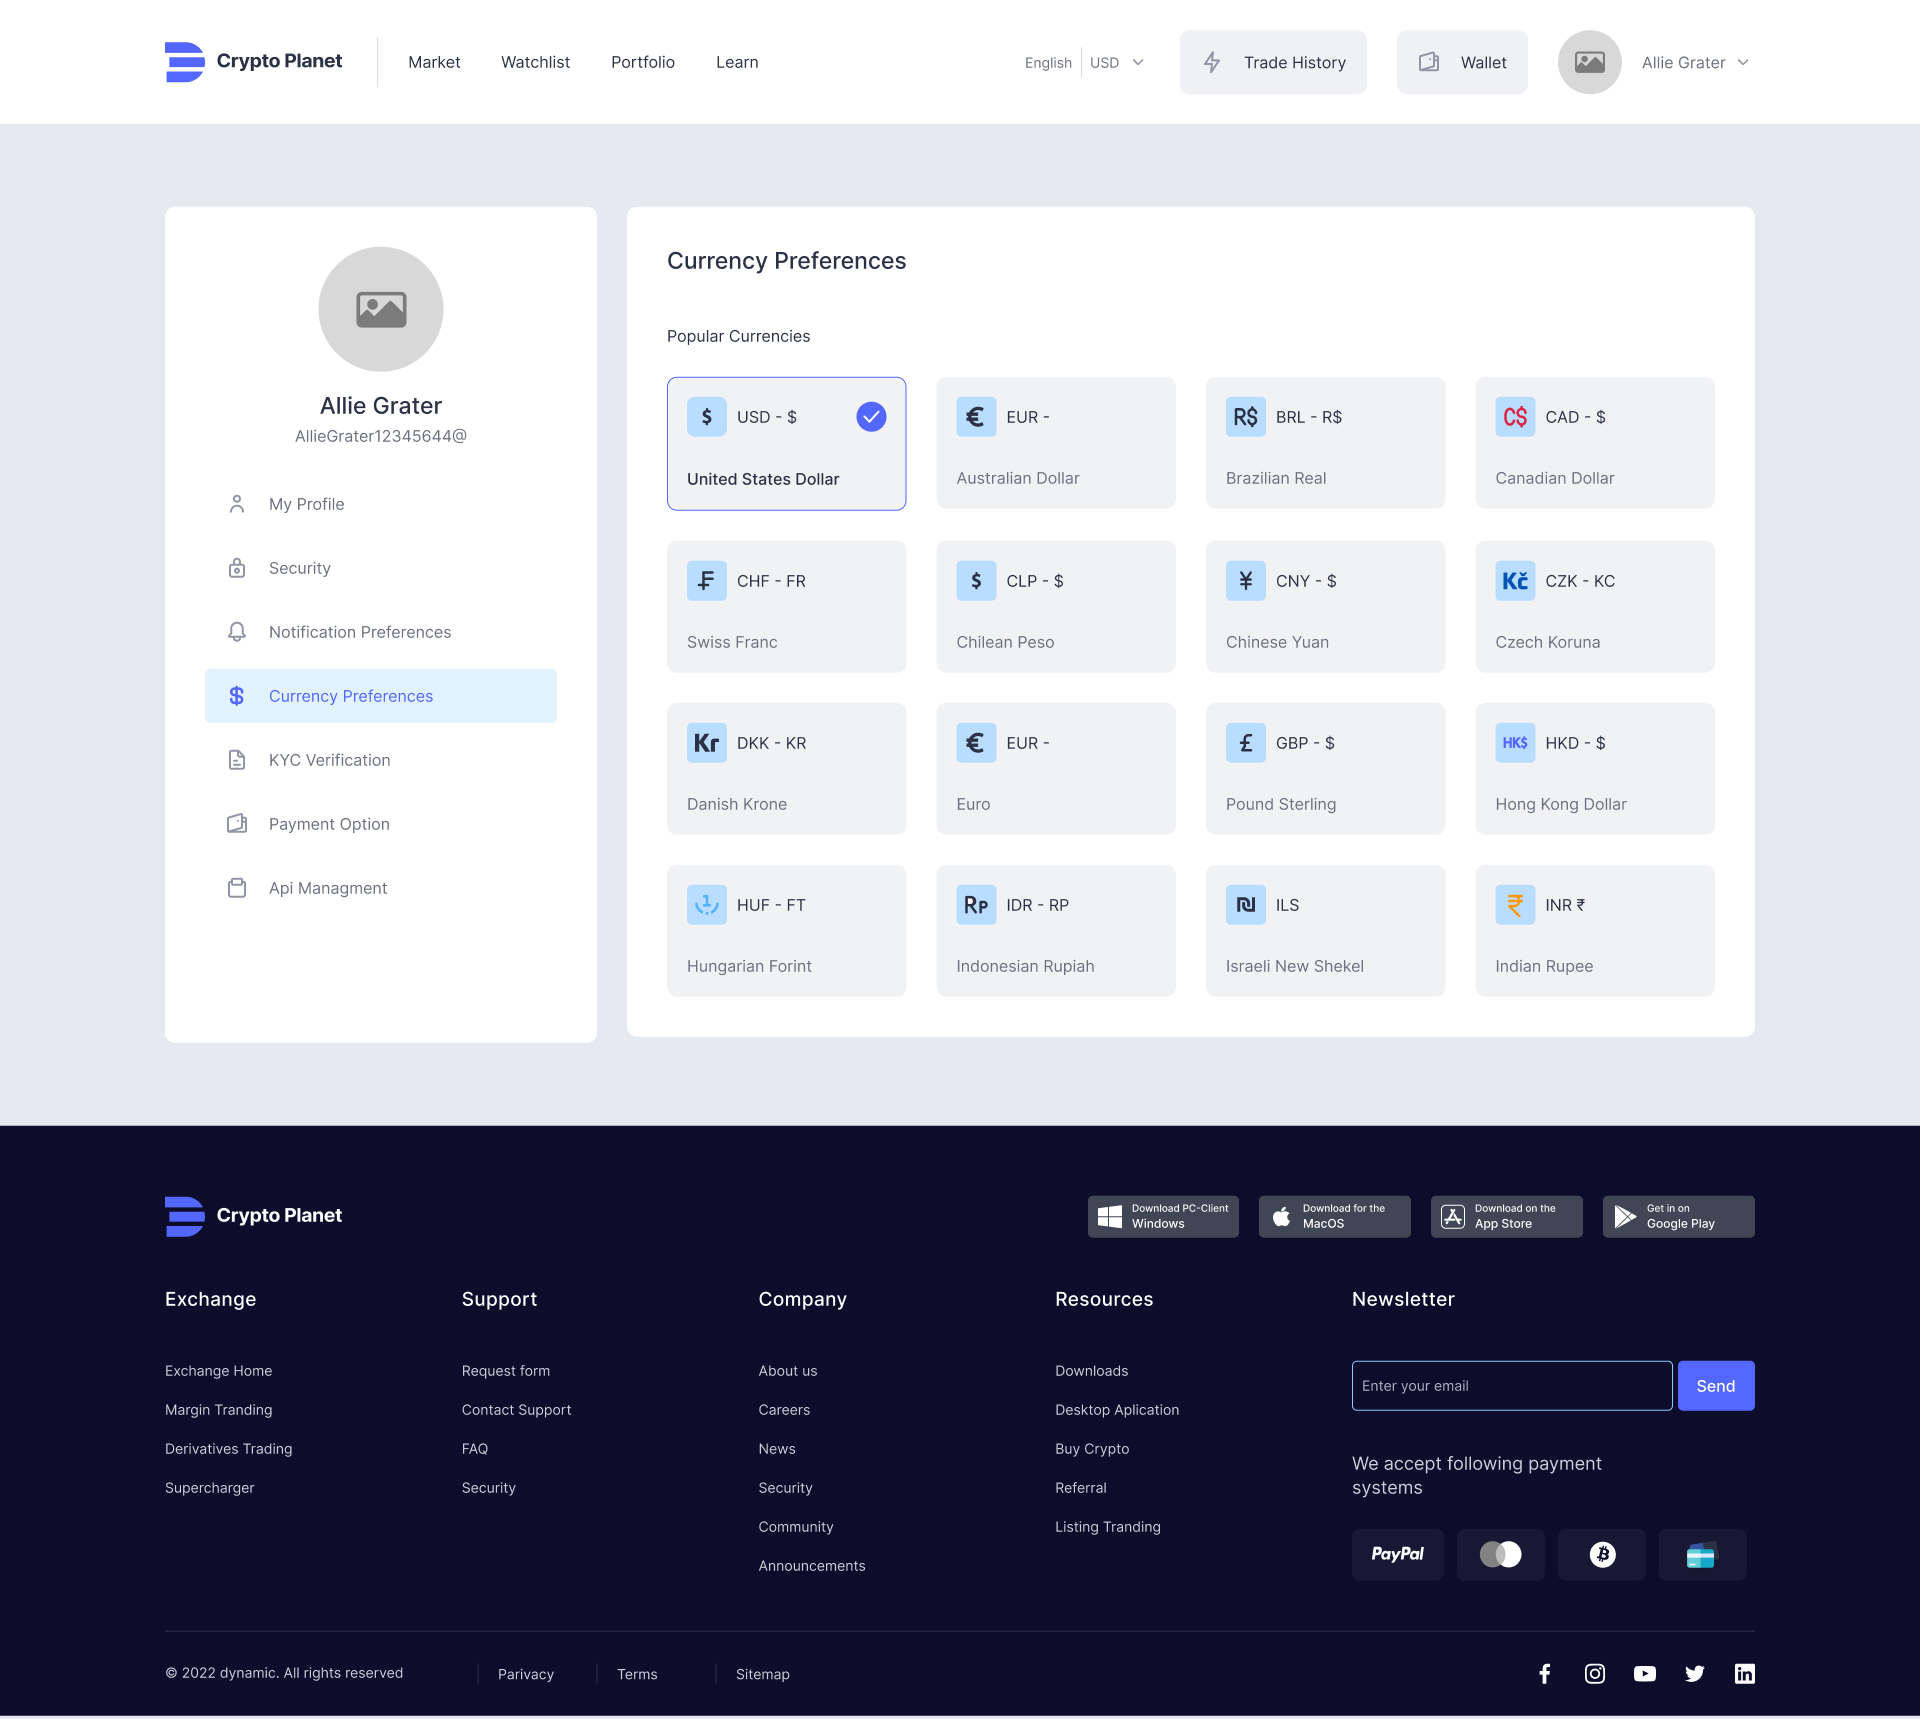 Crypto Planet
Market
Watchlist
Portfolio
Learn
English
USD
Trade History
Wallet
Allie Grater
Allie Grater
AllieGrater12345644@
My Profile
Security
Notification Preferences
$ Currency Preferences
KYC Verification
Payment Option
Api Managment
Currency Preferences
Popular Currencies
$ USD - $
United States Dollar
€ EUR -
Australian Dollar
R$ BRL - R$
Brazilian Real
C$ CAD - $
Canadian Dollar
₣ CHF - FR
Swiss Franc
$ CLP - $
Chilean Peso
¥ CNY - $
Chinese Yuan
Kč CZK - KC
Czech Koruna
Kr DKK - KR
Danish Krone
€ EUR -
Euro
£ GBP - $
Pound Sterling
HK$ HKD - $
Hong Kong Dollar
HUF - FT
Hungarian Forint
Rp IDR - RP
Indonesian Rupiah
₪ ILS
Israeli New Shekel
₹ INR ₹
Indian Rupee
Crypto Planet
Download PC-Client
Windows
Download for the
MacOS
Download on the
App Store
Get in on
Google Play
Exchange
Exchange Home
Margin Tranding
Derivatives Trading
Supercharger
Support
Request form
Contact Support
FAQ
Security
Company
About us
Careers
News
Security
Community
Announcements
Resources
Downloads
Desktop Aplication
Buy Crypto
Referral
Listing Tranding
Newsletter
Enter your email
Send
We accept following payment
systems
PayPal
© 2022 dynamic. All rights reserved
Parivacy
Terms
Sitemap